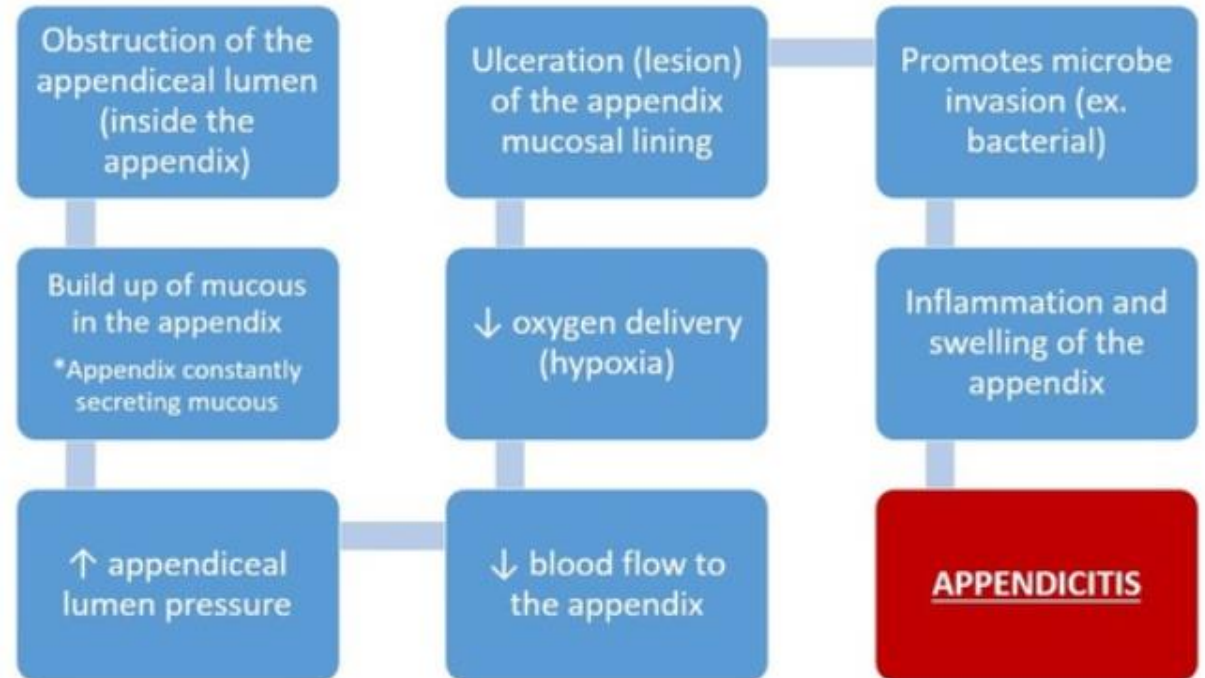 Obstruction of the
appendiceal lumen
(inside the
appendix)
Build up of mucous
in the appendix
*Appendix constantly
secreting mucous
↑ appendiceal
lumen pressure
↓ blood flow to
the appendix
↓ oxygen delivery
(hypoxia)
Ulceration (lesion)
of the appendix
mucosal lining
Promotes microbe
invasion (ex.
bacterial)
Inflammation and
swelling of the
appendix
APPENDICITIS